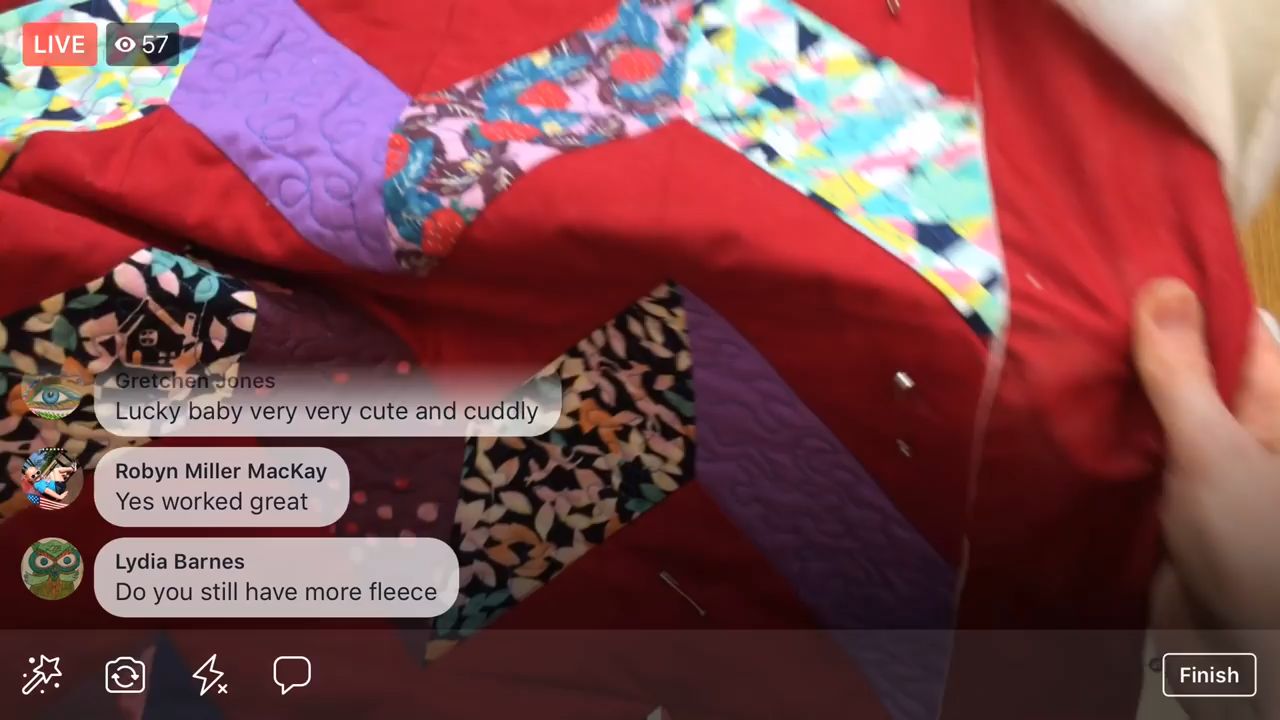 LIVE
57
Gretchen Jones
Lucky baby very very cute and cuddly
Robyn Miller MacKay
Yes worked great
Lydia Barnes
Do you still have more fleece
Finish